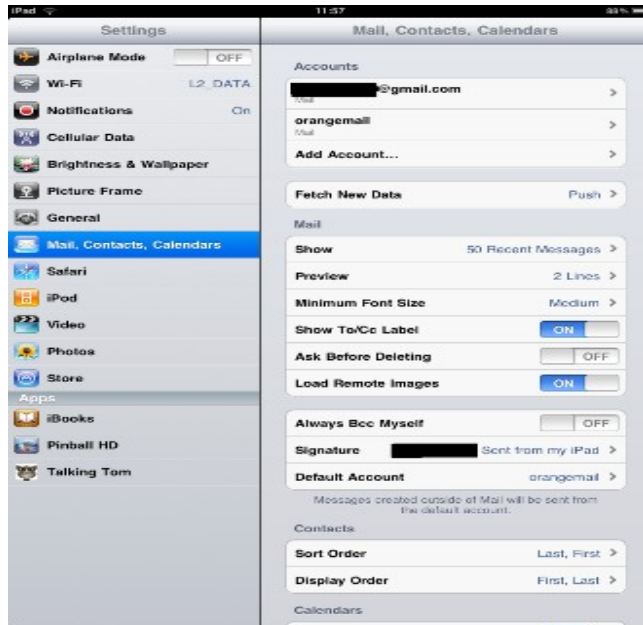 iPad 11:57
Settings
Airplane Mode OFF
Wi-Fi L2_DATA
Notifications On
Cellular Data
Brightness & Wallpaper
Picture Frame
General
Mail, Contacts, Calendars
Safari
iPod
Video
Photos
Store
Apps
iBooks
Pinball HD
Talking Tom
Mail, Contacts, Calendars
Accounts
@gmail.com
Mail
orangemail
Mail
Add Account...
Fetch New Data Push
Mail
Show 50 Recent Messages
Preview 2 Lines
Minimum Font Size Medium
Show To/Cc Label ON
Ask Before Deleting OFF
Load Remote Images ON
Always Bcc Myself OFF
Signature Sent from my iPad
Default Account orangemail
Messages created outside of Mail will be sent from
the default account.
Contacts
Sort Order Last, First
Display Order First, Last
Calendars